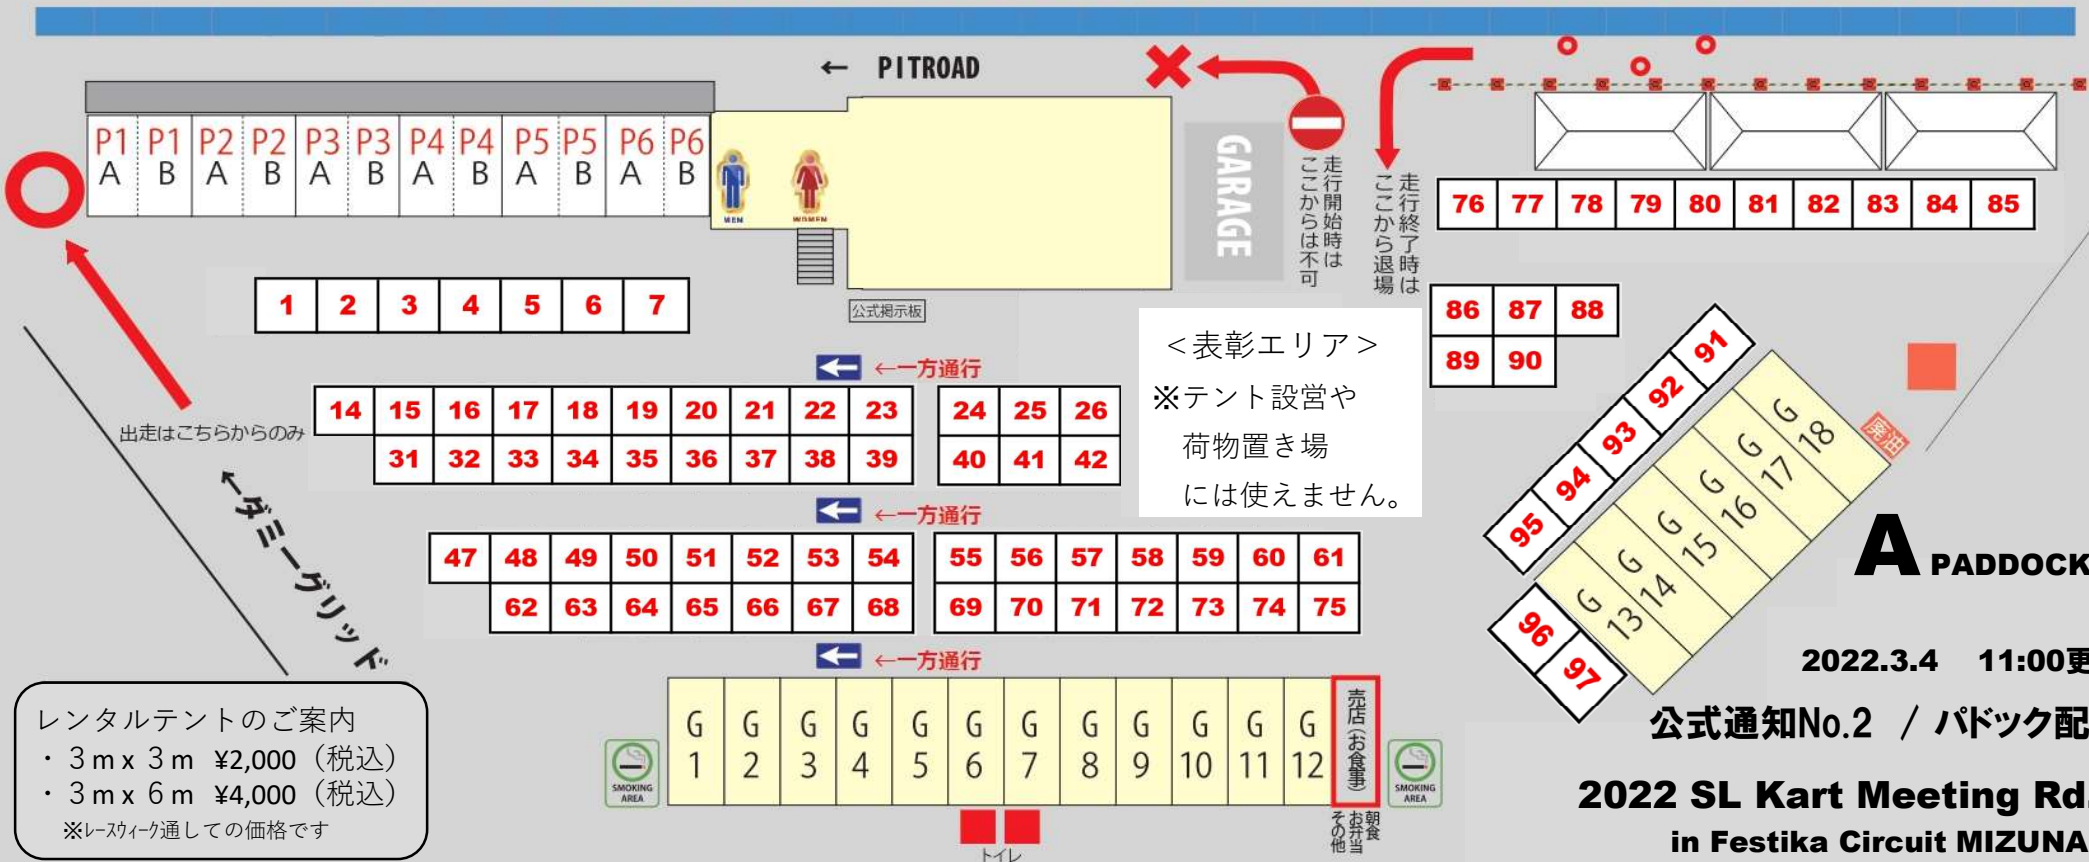 ← PITROAD
P1 P1 P2 P2 P3 P3 P4 P4 P5 P5 P6 P6
A B A B A B A B A B A B
MEN WOMEN
GARAGE
走行開始時は
ここからは不可
走行終了時は
ここから退場
76 77 78 79 80 81 82 83 84 85
1 2 3 4 5 6 7
公式掲示板
86 87 88
89 90
91
92
93
94
95
<表彰エリア>
※テント設営や
荷物置き場
には使えません。
←一方通行
14 15 16 17 18 19 20 21 22 23 24 25 26
31 32 33 34 35 36 37 38 39 40 41 42
出走はこちらからのみ
←ダミーグリッド
←一方通行
47 48 49 50 51 52 53 54 55 56 57 58 59 60 61
62 63 64 65 66 67 68 69 70 71 72 73 74 75
←一方通行
G 18
G 17
G 16
G 15
G 14
G 13
廃油
96
97
A PADDOCK
2022.3.4 11:00更
公式通知No.2 / パドック配
2022 SL Kart Meeting Rd.
in Festika Circuit MIZUNA
レンタルテントのご案内
・3m x 3m ¥2,000(税込)
・3m x 6m ¥4,000(税込)
※レースウィーク通しての価格です
SMOKING
AREA
G G G G G G G G G G G G
1 2 3 4 5 6 7 8 9 10 11 12
売店(お食事)
SMOKING
AREA
朝食
お弁当
その他
トイレ